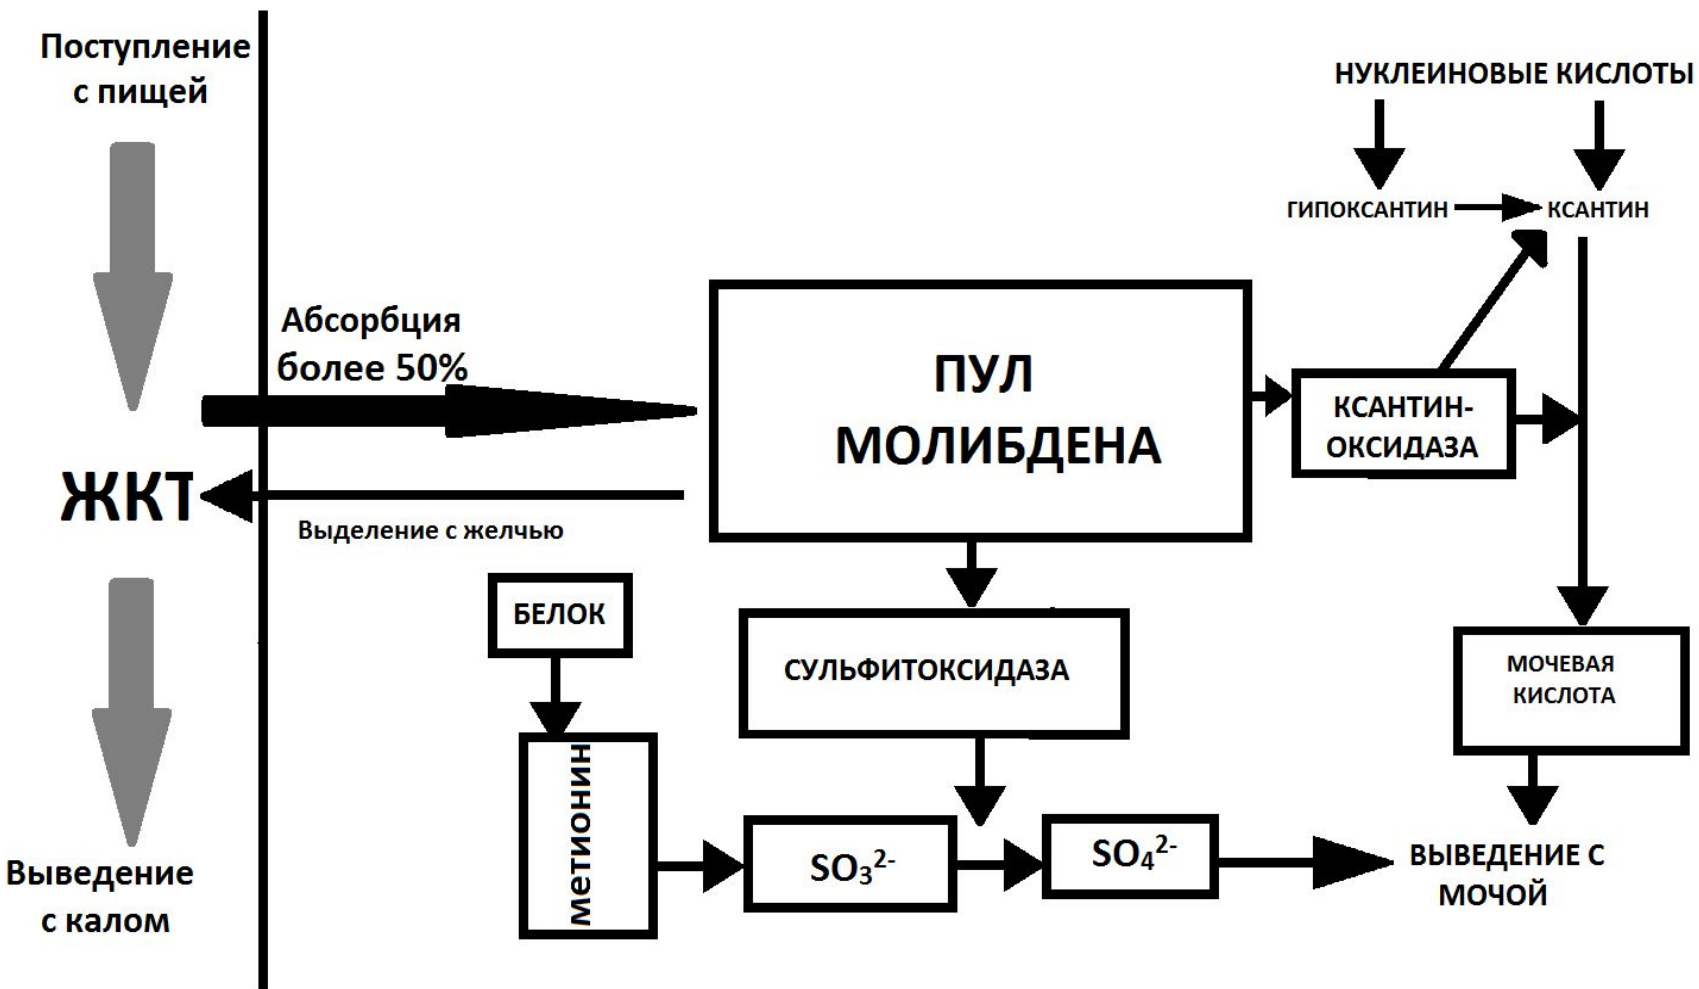 Поступление
с пищей
ЖКТ
Выведение
с калом
Абсорбция
более 50%
Выделение с желчью
ПУЛ
МОЛИБДЕНА
НУКЛЕИНОВЫЕ КИСЛОТЫ
ГИПОКСАНТИН
КСАНТИН
КСАНТИН-
ОКСИДАЗА
БЕЛОК
метионин
СУЛЬФИТОКСИДАЗА
SO₃²⁻
SO₄²⁻
МОЧЕВАЯ
КИСЛОТА
ВЫВЕДЕНИЕ С
МОЧОЙ